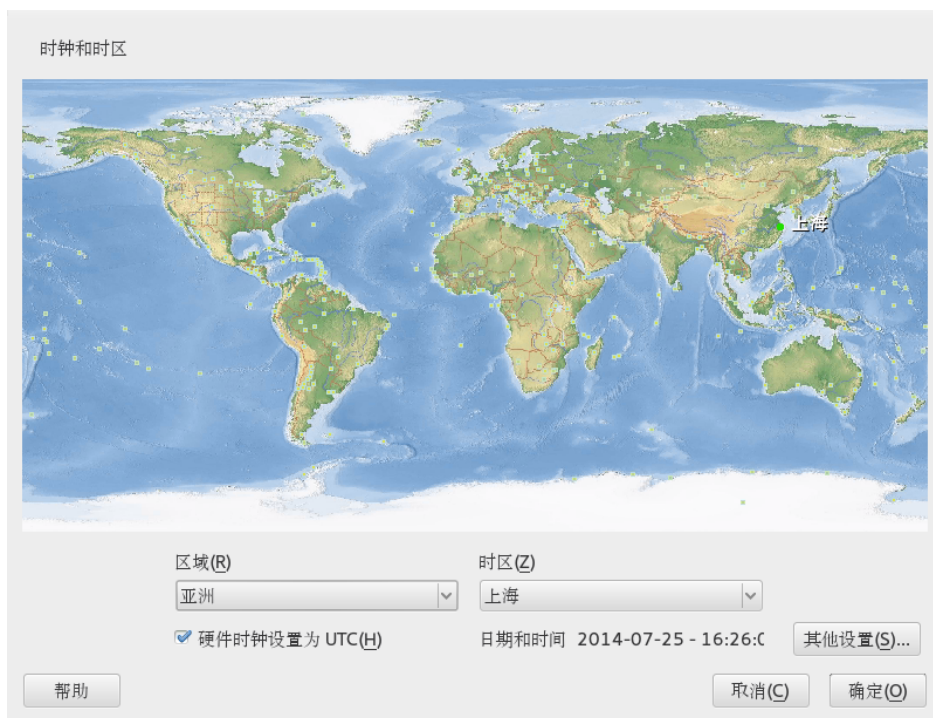 时钟和时区
上海
区域(R) 时区(Z)
亚洲 上海
硬件时钟设置为 UTC(H) 日期和时间 2014-07-25 - 16:26:0 其他设置(S)...
帮助 取消(C) 确定(O)